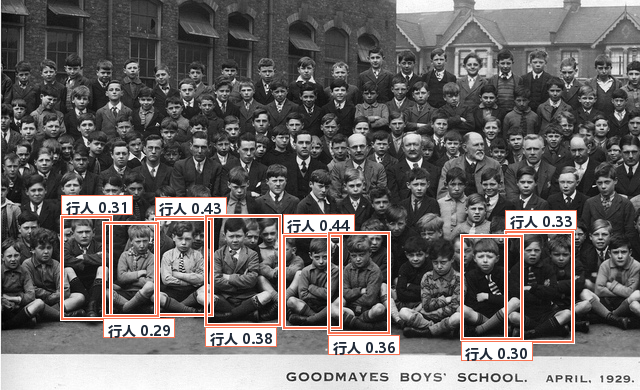 行人 0.31
行人 0.43
行人 0.44
行人 0.33
行人 0.29
行人 0.38
行人 0.36
行人 0.30
GOODMAYES BOYS' SCHOOL. APRIL, 1929.